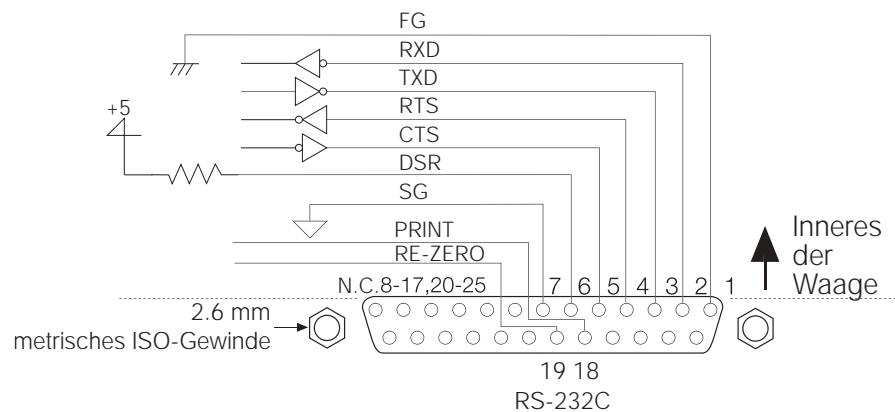 FG
RXD
TXD
RTS
+5
CTS
DSR
SG
PRINT
RE-ZERO
Inneres
der
Waage
N.C.8-17,20-25 7 6 5 4 3 2 1
2.6 mm
metrisches ISO-Gewinde
19 18
RS-232C